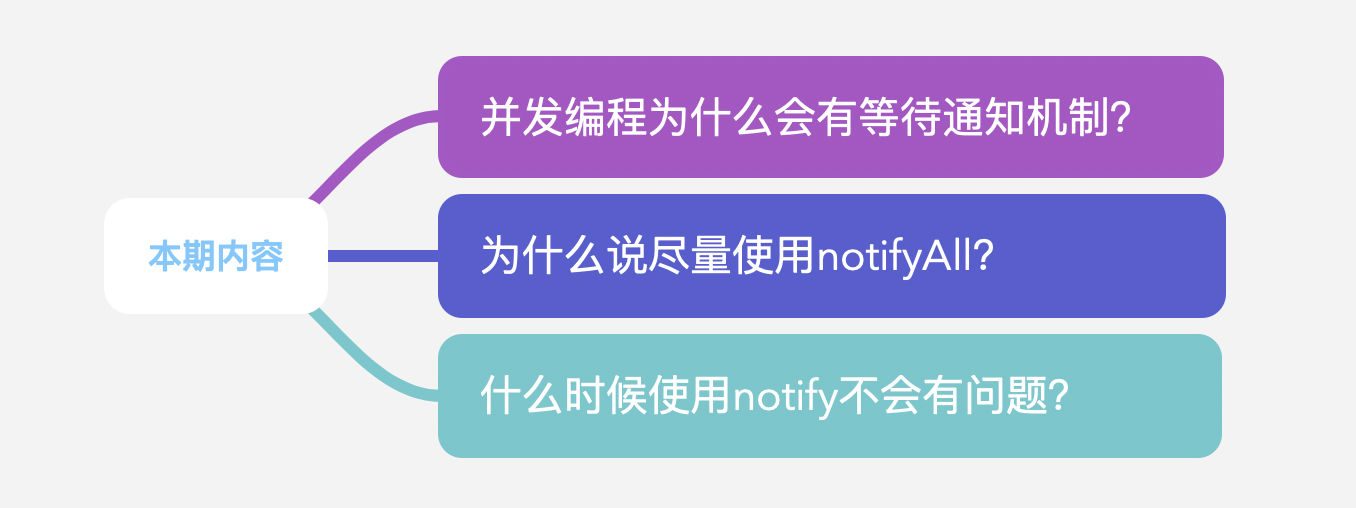 并发编程为什么会有等待通知机制?
本期内容
为什么说尽量使用notifyAll?
什么时候使用notify不会有问题?